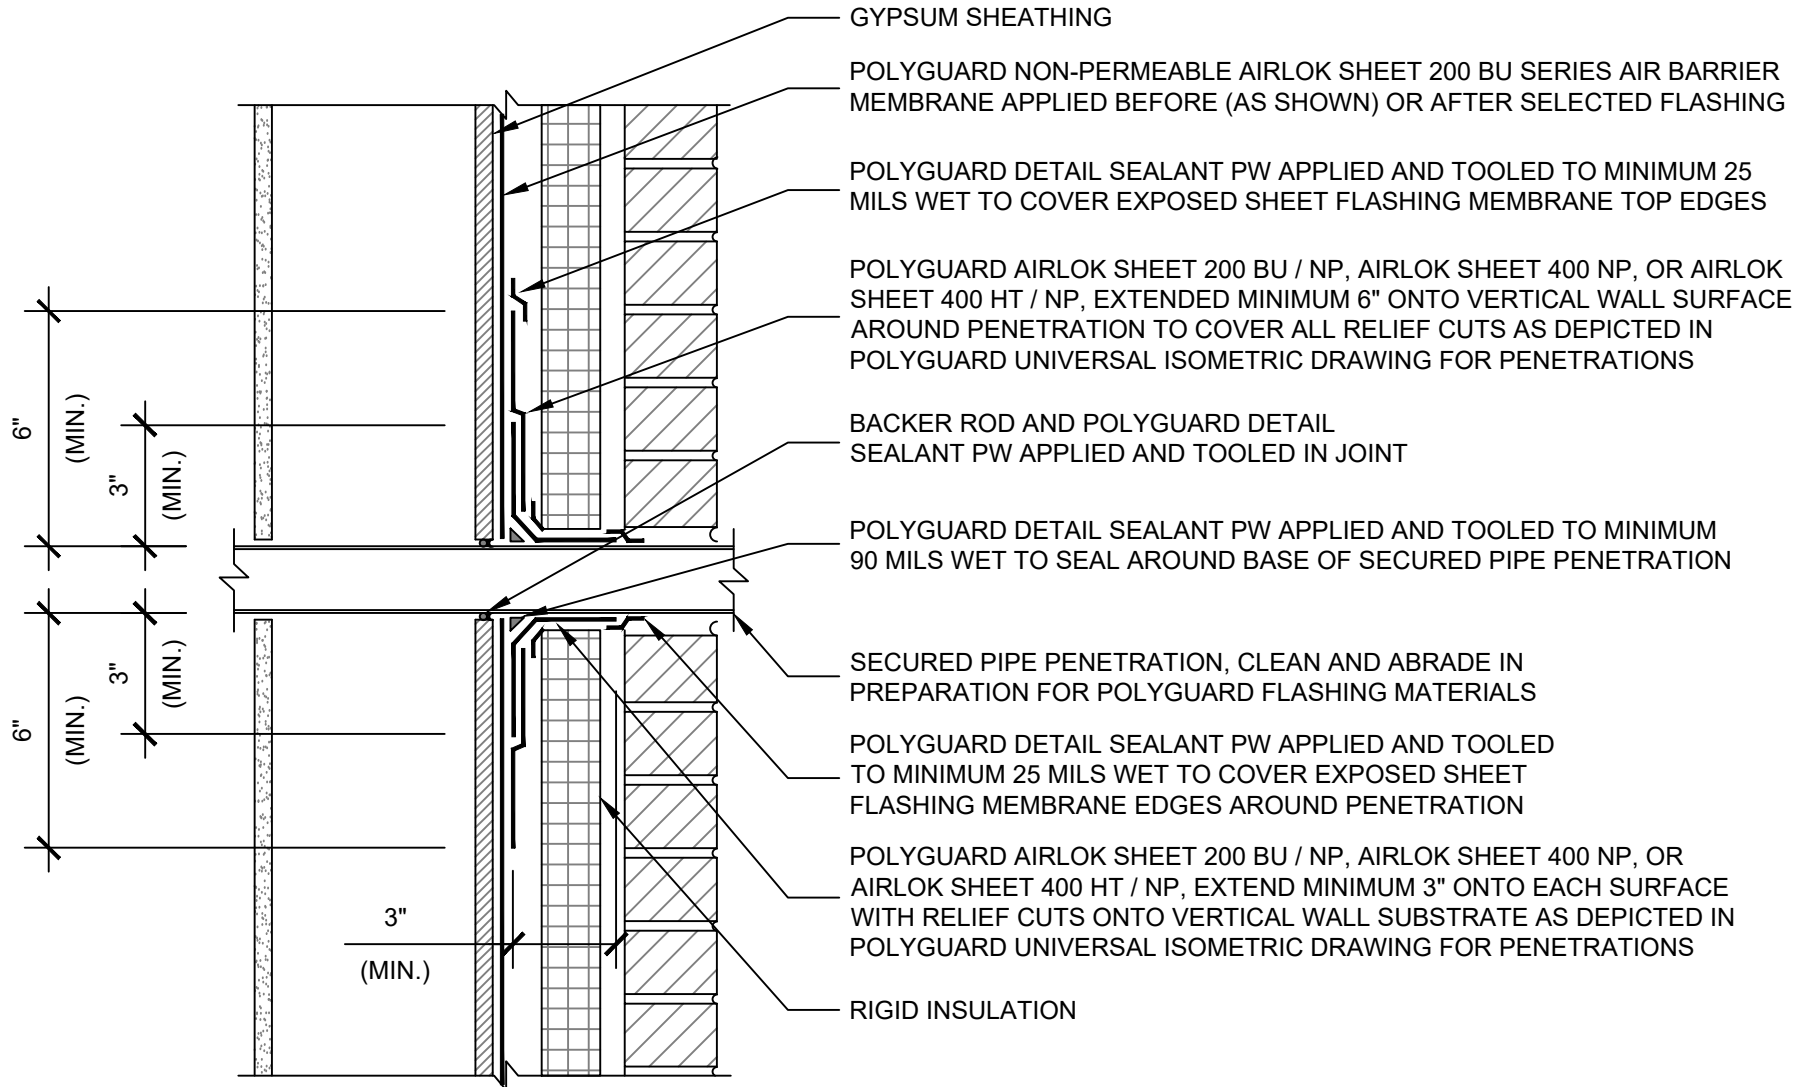 GYPSUM SHEATHING
POLYGUARD NON-PERMEABLE AIRLOK SHEET 200 BU SERIES AIR BARRIER
MEMBRANE APPLIED BEFORE (AS SHOWN) OR AFTER SELECTED FLASHING
POLYGUARD DETAIL SEALANT PW APPLIED AND TOOLED TO MINIMUM 25
MILS WET TO COVER EXPOSED SHEET FLASHING MEMBRANE TOP EDGES
POLYGUARD AIRLOK SHEET 200 BU / NP, AIRLOK SHEET 400 NP, OR AIRLOK
SHEET 400 HT / NP, EXTENDED MINIMUM 6" ONTO VERTICAL WALL SURFACE
AROUND PENETRATION TO COVER ALL RELIEF CUTS AS DEPICTED IN
POLYGUARD UNIVERSAL ISOMETRIC DRAWING FOR PENETRATIONS
BACKER ROD AND POLYGUARD DETAIL
SEALANT PW APPLIED AND TOOLED IN JOINT
POLYGUARD DETAIL SEALANT PW APPLIED AND TOOLED TO MINIMUM
90 MILS WET TO SEAL AROUND BASE OF SECURED PIPE PENETRATION
SECURED PIPE PENETRATION, CLEAN AND ABRADE IN
PREPARATION FOR POLYGUARD FLASHING MATERIALS
POLYGUARD DETAIL SEALANT PW APPLIED AND TOOLED
TO MINIMUM 25 MILS WET TO COVER EXPOSED SHEET
FLASHING MEMBRANE EDGES AROUND PENETRATION
POLYGUARD AIRLOK SHEET 200 BU / NP, AIRLOK SHEET 400 NP, OR
AIRLOK SHEET 400 HT / NP, EXTEND MINIMUM 3" ONTO EACH SURFACE
WITH RELIEF CUTS ONTO VERTICAL WALL SUBSTRATE AS DEPICTED IN
POLYGUARD UNIVERSAL ISOMETRIC DRAWING FOR PENETRATIONS
RIGID INSULATION
6"
(MIN.)
3"
(MIN.)
3"
(MIN.)
6"
(MIN.)
3"
(MIN.)